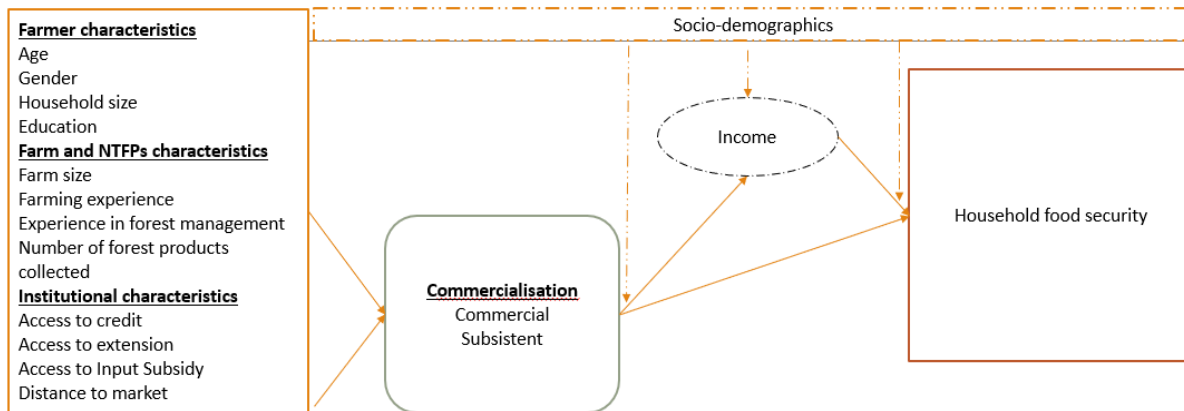 Farmer characteristics
Age
Gender
Household size
Education
Farm and NTFPs characteristics
Farm size
Farming experience
Experience in forest management
Number of forest products
collected
Institutional characteristics
Access to credit
Access to extension
Access to Input Subsidy
Distance to market
Socio-demographics
Income
Commercialisation
Commercial
Subsistent
Household food security